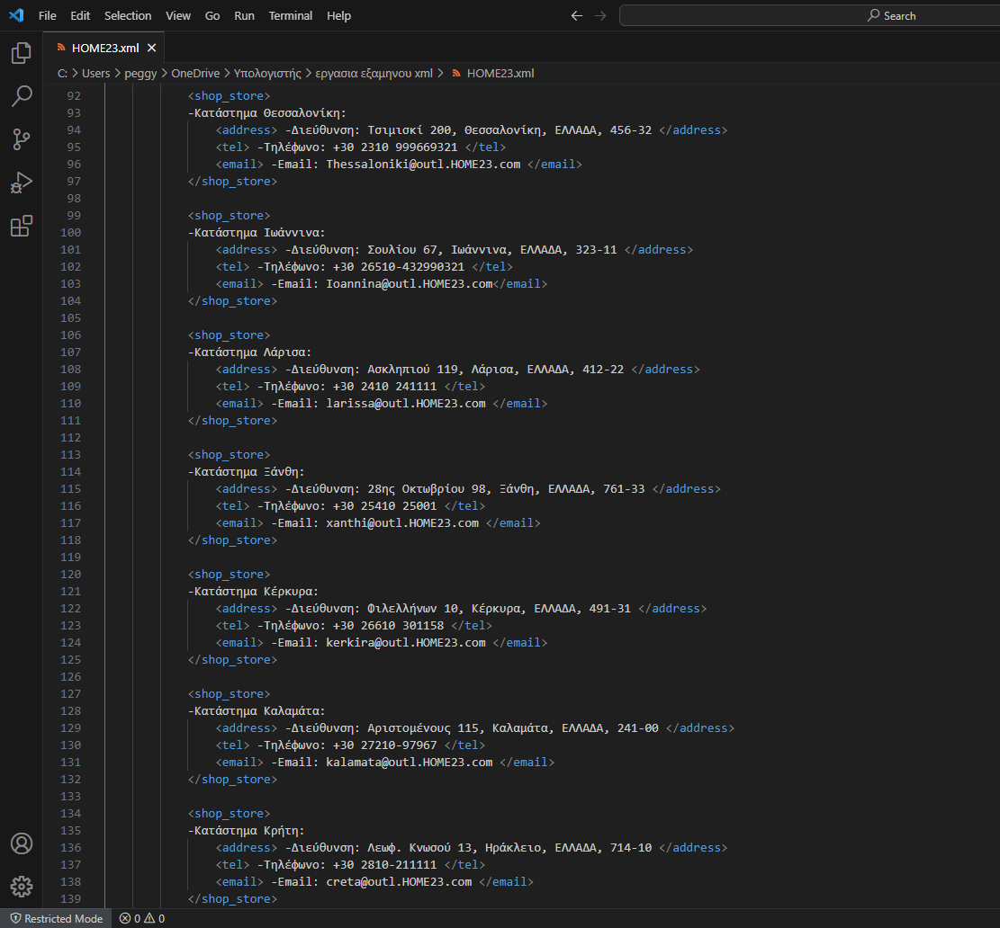 File Edit Selection View Go Run Terminal Help Search
HOME23.xml
C: > Users > peggy > OneDrive > Υπολογιστής > εργασια εξαμηνου xml > HOME23.xml
92 <shop_store>
93 -Κατάστημα Θεσσαλονίκη:
94 <address> -Διεύθυνση: Τσιμισκί 200, Θεσσαλονίκη, ΕΛΛΑΔΑ, 456-32 </address>
95 <tel> -Τηλέφωνο: +30 2310 999669321 </tel>
96 <email> -Email: Thessaloniki@outl.HOME23.com </email>
97 </shop_store>
98
99 <shop_store>
100 -Κατάστημα Ιωάννινα:
101 <address> -Διεύθυνση: Σουλίου 67, Ιωάννινα, ΕΛΛΑΔΑ, 323-11 </address>
102 <tel> -Τηλέφωνο: +30 26510-432990321 </tel>
103 <email> -Email: Ioannina@outl.HOME23.com</email>
104 </shop_store>
105
106 <shop_store>
107 -Κατάστημα Λάρισα:
108 <address> -Διεύθυνση: Ασκληπιού 119, Λάρισα, ΕΛΛΑΔΑ, 412-22 </address>
109 <tel> -Τηλέφωνο: +30 2410 241111 </tel>
110 <email> -Email: larissa@outl.HOME23.com </email>
111 </shop_store>
112
113 <shop_store>
114 -Κατάστημα Ξάνθη:
115 <address> -Διεύθυνση: 28ης Οκτωβρίου 98, Ξάνθη, ΕΛΛΑΔΑ, 761-33 </address>
116 <tel> -Τηλέφωνο: +30 25410 25001 </tel>
117 <email> -Email: xanthi@outl.HOME23.com </email>
118 </shop_store>
119
120 <shop_store>
121 -Κατάστημα Κέρκυρα:
122 <address> -Διεύθυνση: Φιλελλήνων 10, Κέρκυρα, ΕΛΛΑΔΑ, 491-31 </address>
123 <tel> -Τηλέφωνο: +30 26610 301158 </tel>
124 <email> -Email: kerkira@outl.HOME23.com </email>
125 </shop_store>
126
127 <shop_store>
128 -Κατάστημα Καλαμάτα:
129 <address> -Διεύθυνση: Αριστομένους 115, Καλαμάτα, ΕΛΛΑΔΑ, 241-00 </address>
130 <tel> -Τηλέφωνο: +30 27210-97967 </tel>
131 <email> -Email: kalamata@outl.HOME23.com </email>
132 </shop_store>
133
134 <shop_store>
135 -Κατάστημα Κρήτη:
136 <address> -Διεύθυνση: Λεωφ. Κνωσού 13, Ηράκλειο, ΕΛΛΑΔΑ, 714-10 </address>
137 <tel> -Τηλέφωνο: +30 2810-211111 </tel>
138 <email> -Email: creta@outl.HOME23.com </email>
139 </shop_store>
Restricted Mode 0 0